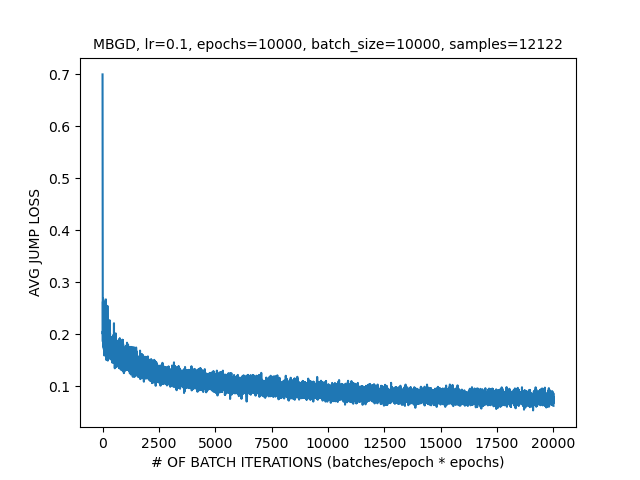 MBGD, lr=0.1, epochs=10000, batch_size=10000, samples=12122
AVG JUMP LOSS
0.7
0.6
0.5
0.4
0.3
0.2
0.1
0 2500 5000 7500 10000 12500 15000 17500 20000
# OF BATCH ITERATIONS (batches/epoch * epochs)